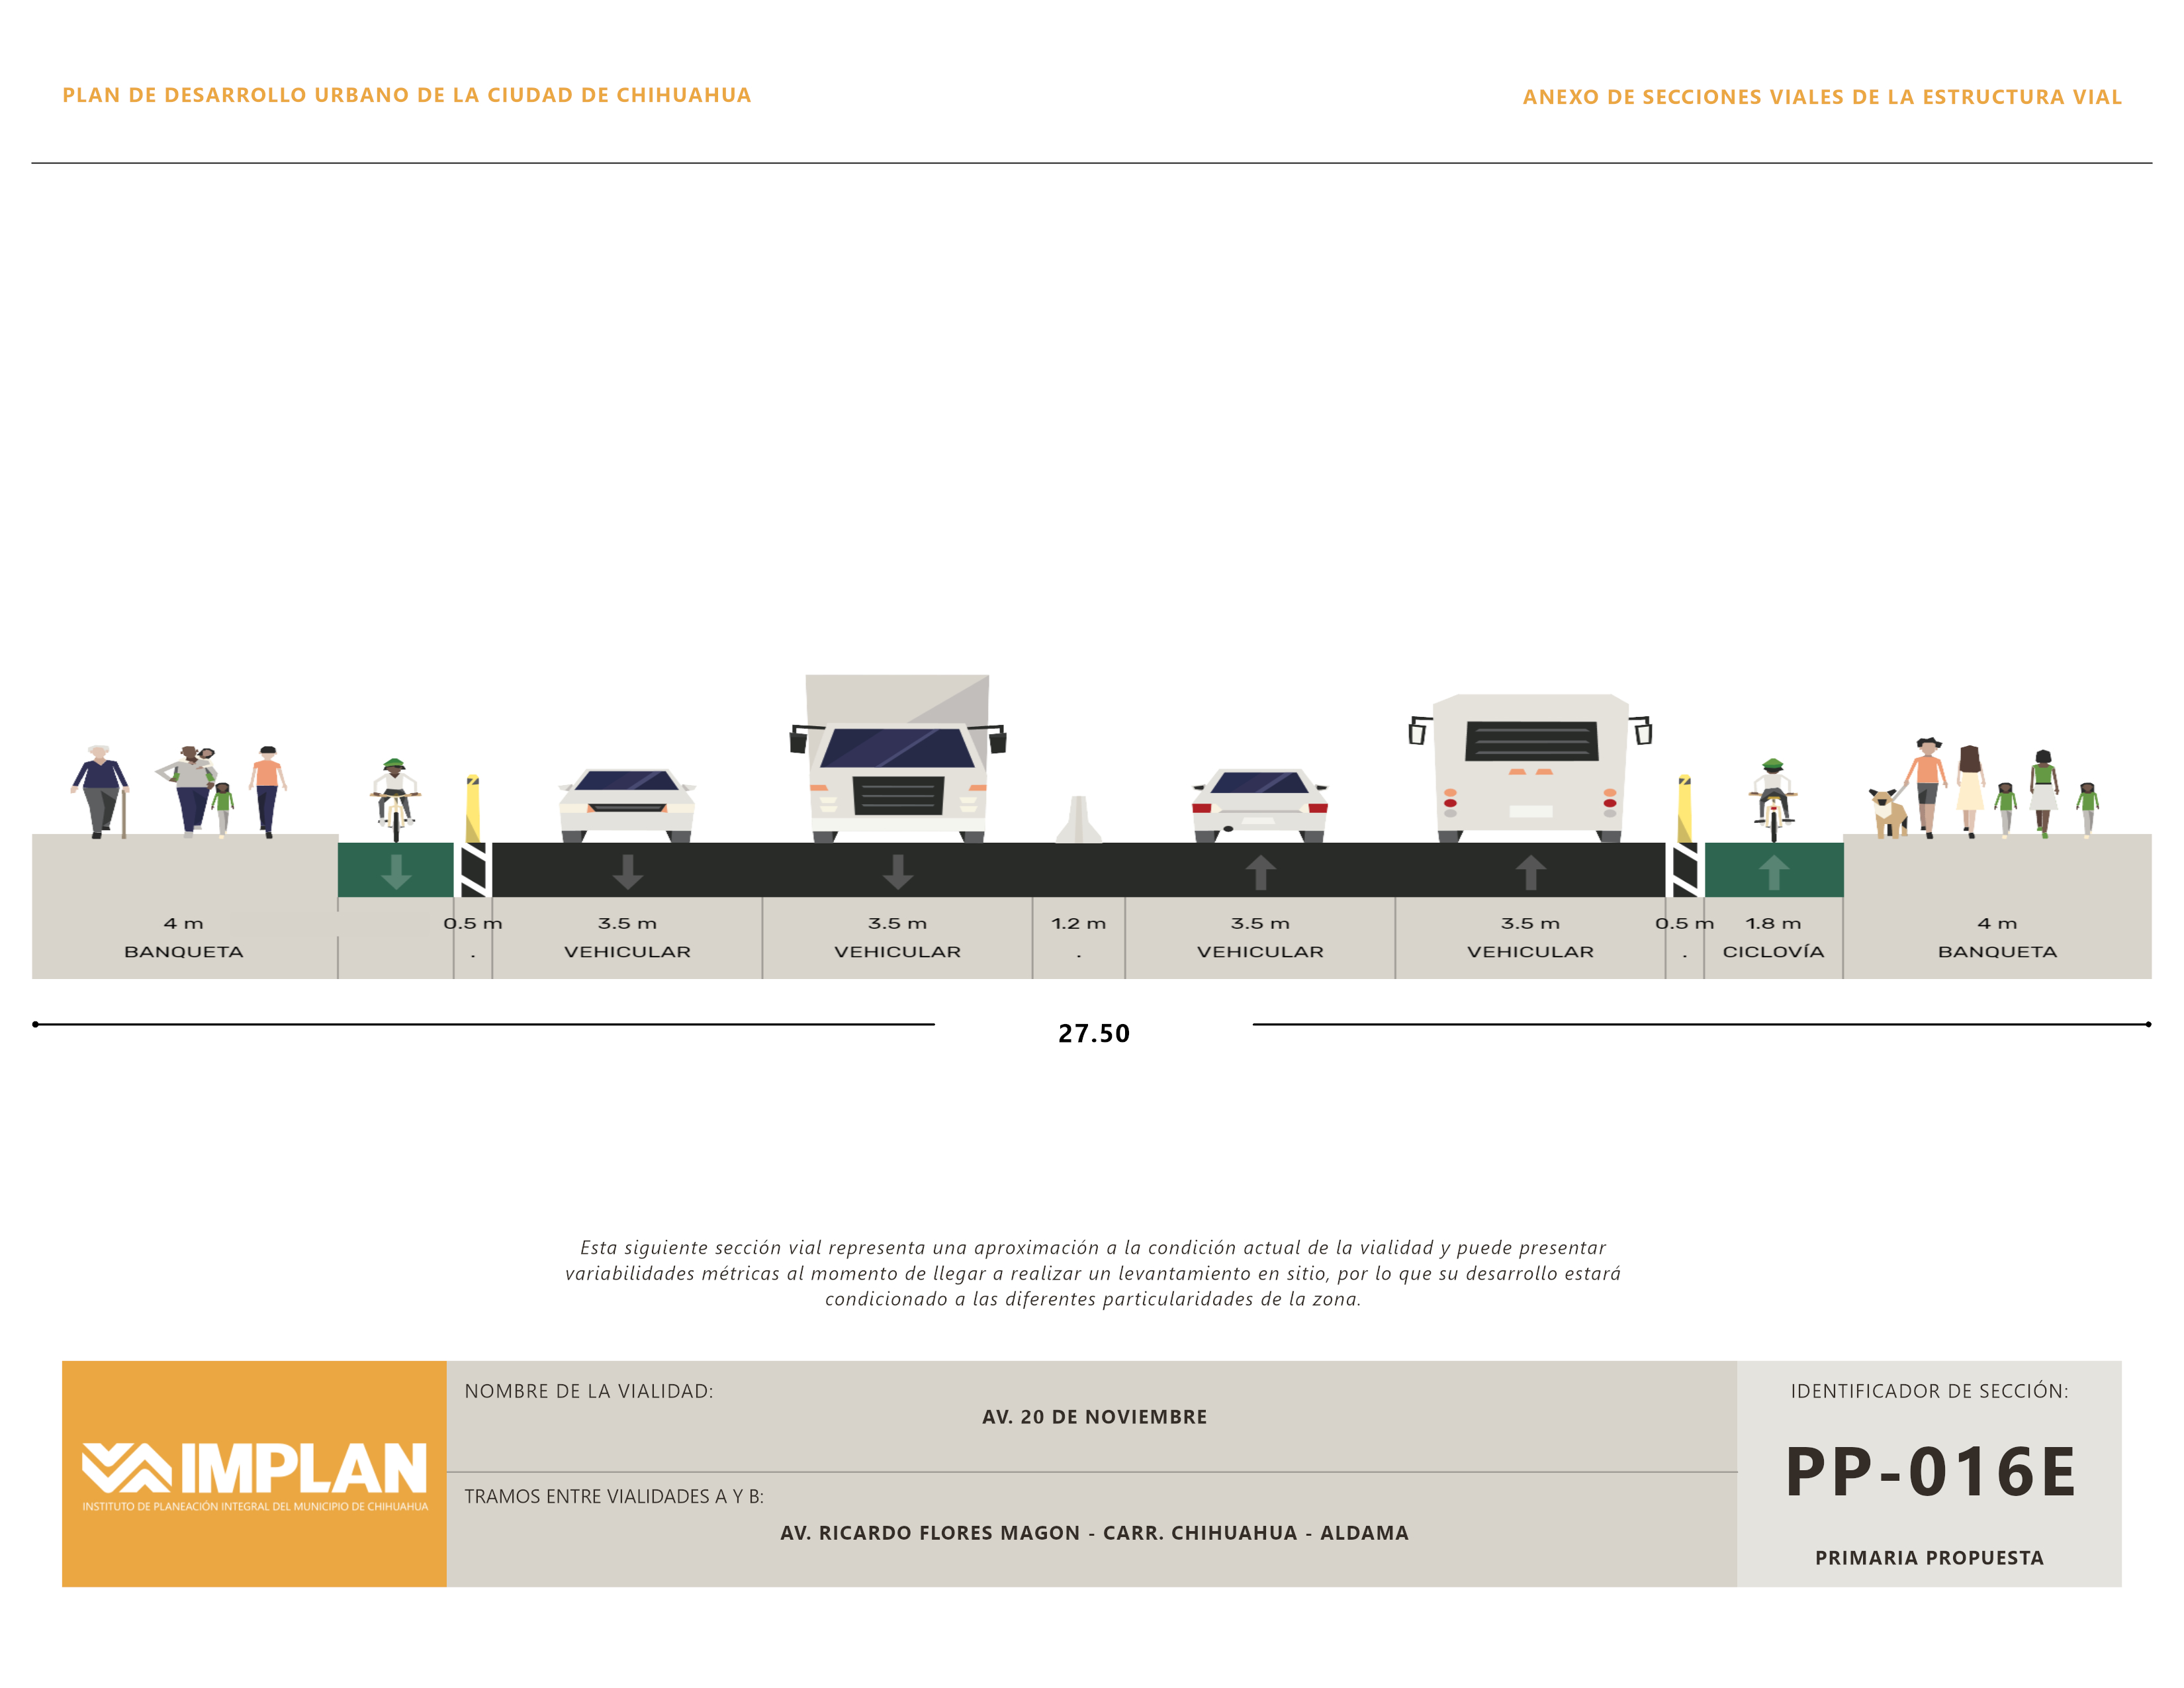 PLAN DE DESARROLLO URBANO DE LA CIUDAD DE CHIHUAHUA
ANEXO DE SECCIONES VIALES DE LA ESTRUCTURA VIAL
4 m
BANQUETA
0.5 m
.
3.5 m
VEHICULAR
3.5 m
VEHICULAR
1.2 m
.
3.5 m
VEHICULAR
3.5 m
VEHICULAR
0.5 m
.
1.8 m
CICLOVÍA
4 m
BANQUETA
27.50
Esta siguiente sección vial representa una aproximación a la condición actual de la vialidad y puede presentar
variabilidades métricas al momento de llegar a realizar un levantamiento en sitio, por lo que su desarrollo estará
condicionado a las diferentes particularidades de la zona.
IMPLAN
INSTITUTO DE PLANEACIÓN INTEGRAL DEL MUNICIPIO DE CHIHUAHUA
NOMBRE DE LA VIALIDAD:
AV. 20 DE NOVIEMBRE
TRAMOS ENTRE VIALIDADES A Y B:
AV. RICARDO FLORES MAGON - CARR. CHIHUAHUA - ALDAMA
IDENTIFICADOR DE SECCIÓN:
PP-016E
PRIMARIA PROPUESTA